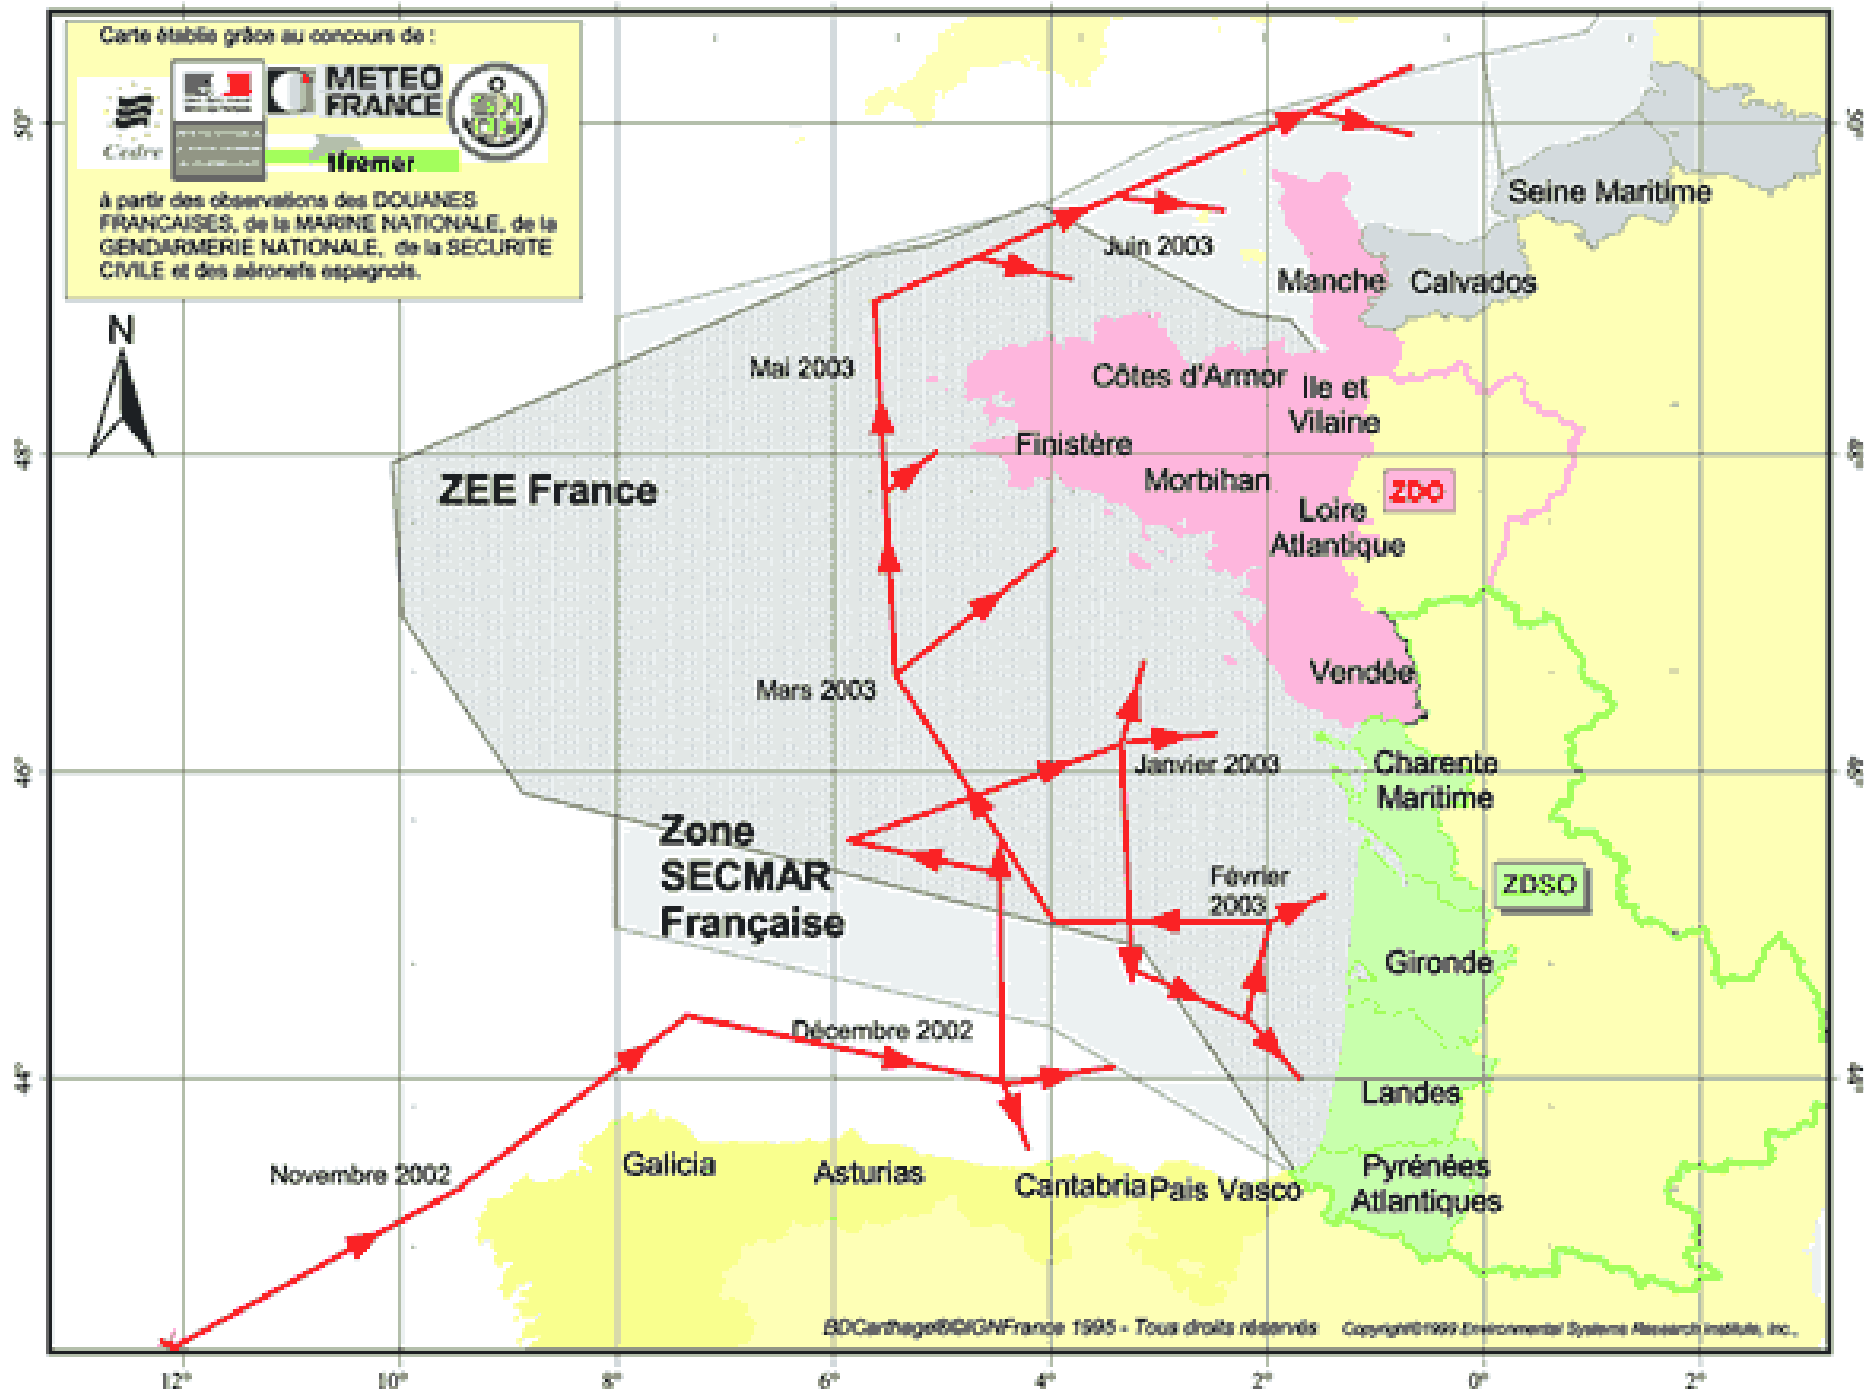 Carte établie grâce au concours de :
Cedre
METEO
FRANCE
Ifremer
à partir des observations des DOUANES
FRANCAISES, de la MARINE NATIONALE, de la
GENDARMERIE NATIONALE, de la SECURITE
CIVILE et des aéronefs espagnols.
N
50°
50°
Seine Maritime
Juin 2003
Manche
Calvados
Mai 2003
Côtes d'Armor
Ile et
Vilaine
Finistère
48°
48°
ZEE France
Morbihan
ZDO
Loire
Atlantique
Vendée
Mars 2003
Janvier 2003
Charente
Maritime
46°
46°
Zone
SECMAR
Française
Février
2003
ZDSO
Gironde
Décembre 2002
44°
44°
Landes
Novembre 2002
Galicia
Asturias
Cantabria
Pais Vasco
Pyrénées
Atlantiques
BDCarthage®©IGNFrance 1995 - Tous droits réservés
Copyright©1999 Environmental Systems Research Institute, Inc.,
12°
10°
8°
6°
4°
2°
0°
2°